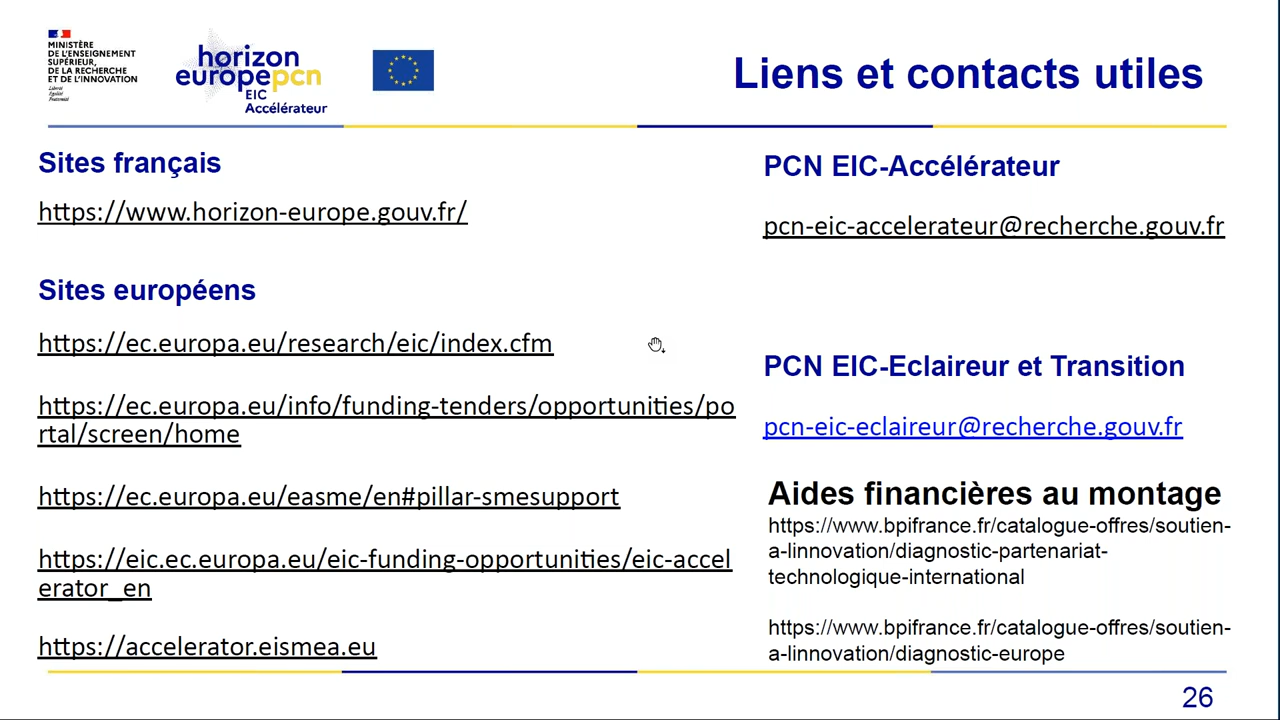 MINISTÈRE
DE L'ENSEIGNEMENT
SUPÉRIEUR,
DE LA RECHERCHE
ET DE L'INNOVATION
Liberté
Égalité
Fraternité
horizon
europepcn
EIC
Accélérateur
Liens et contacts utiles
Sites français
https://www.horizon-europe.gouv.fr/
Sites européens
https://ec.europa.eu/research/eic/index.cfm
https://ec.europa.eu/info/funding-tenders/opportunities/po
rtal/screen/home
https://ec.europa.eu/easme/en#pillar-smesupport
https://eic.ec.europa.eu/eic-funding-opportunities/eic-accel
erator_en
https://accelerator.eismea.eu
PCN EIC-Accélérateur
pcn-eic-accelerateur@recherche.gouv.fr
PCN EIC-Eclaireur et Transition
pcn-eic-eclaireur@recherche.gouv.fr
Aides financières au montage
https://www.bpifrance.fr/catalogue-offres/soutien-
a-linnovation/diagnostic-partenariat-
technologique-international
https://www.bpifrance.fr/catalogue-offres/soutien-
a-linnovation/diagnostic-europe
26